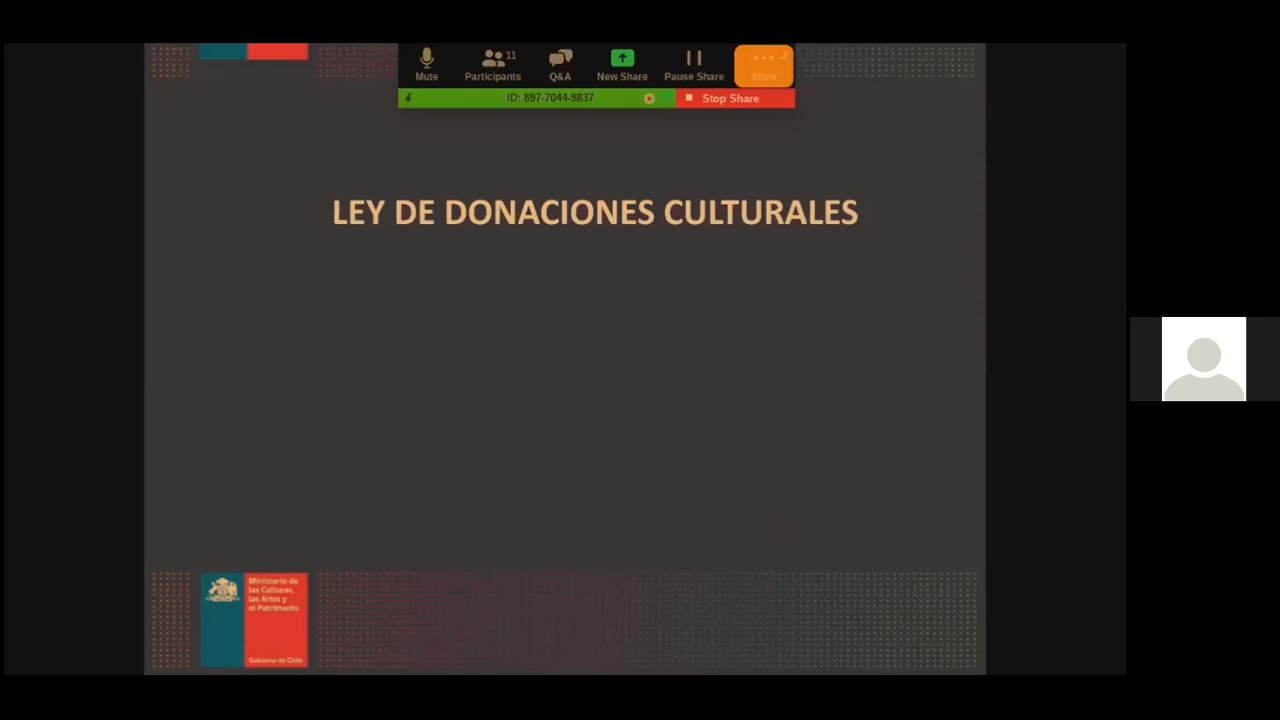 11
2
Mute
Participants
Q&A
New Share
Pause Share
More
ID: 897-7044-9837
Stop Share
LEY DE DONACIONES CULTURALES
Ministerio de
las Culturas,
las Artes y
el Patrimonio
Gobierno de Chile